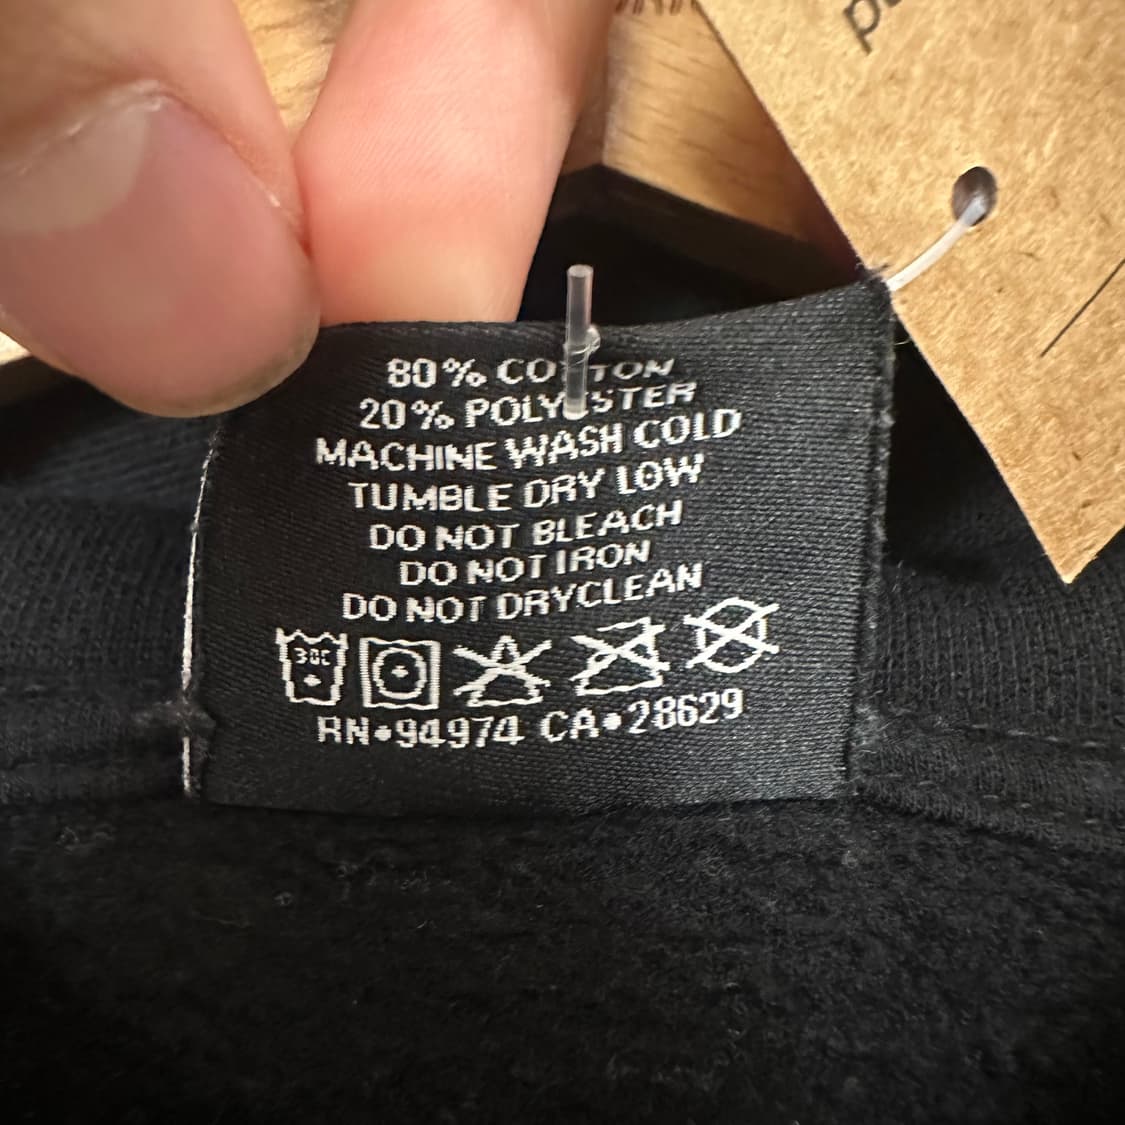 80% COTTON
20% POLYESTER
MACHINE WASH COLD
TUMBLE DRY LOW
DO NOT BLEACH
DO NOT IRON
DO NOT DRYCLEAN
30C
RN•94974 CA•28629